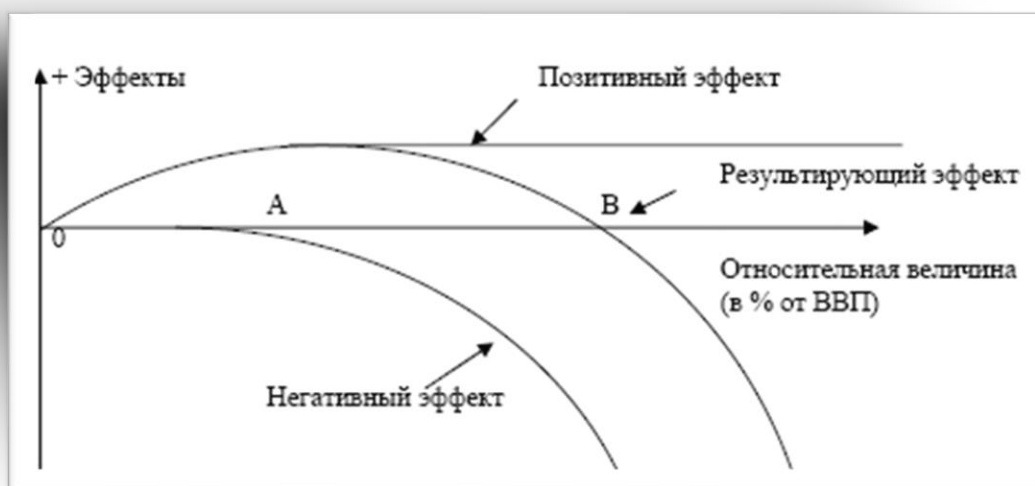 + Эффекты
Позитивный эффект
Результирующий эффект
А
В
0
Относительная величина
(в % от ВВП)
Негативный эффект